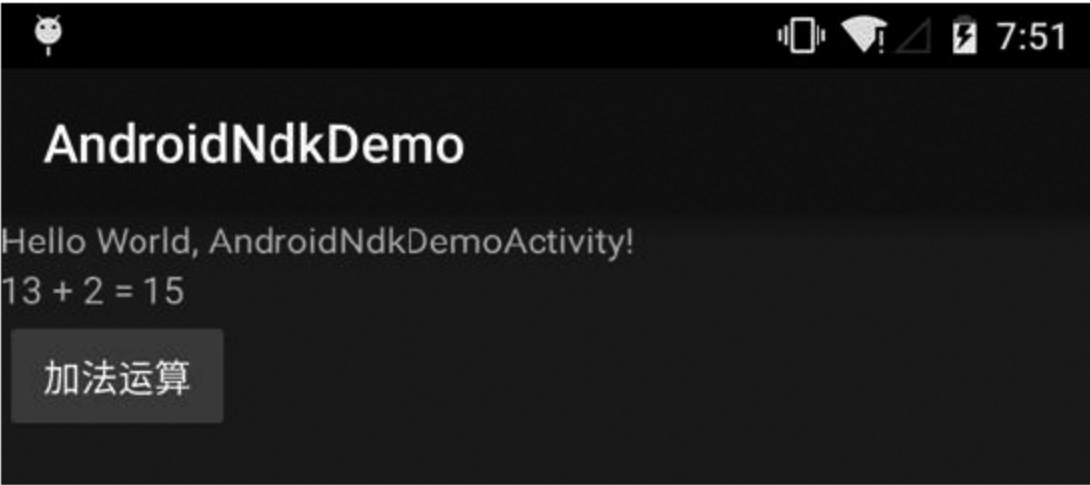 7:51
AndroidNdkDemo
Hello World, AndroidNdkDemoActivity!
13 + 2 = 15
加法运算